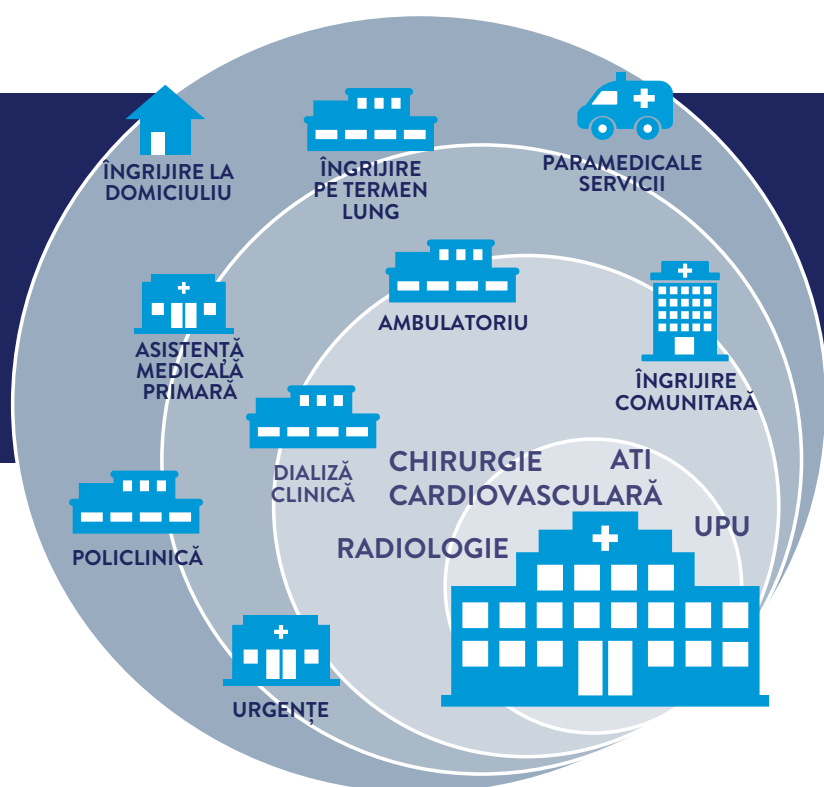 ÎNGRIJIRE LA
DOMICIULIU
ÎNGRIJIRE
PE TERMEN
LUNG
PARAMEDICALE
SERVICII
AMBULATORIU
ASISTENȚĂ
MEDICALĂ
PRIMARĂ
ÎNGRIJIRE
COMUNITARĂ
DIALIZĂ
CLINICĂ
CHIRURGIE
CARDIOVASCULARĂ
ATI
UPU
RADIOLOGIE
POLICLINICĂ
URGENȚE